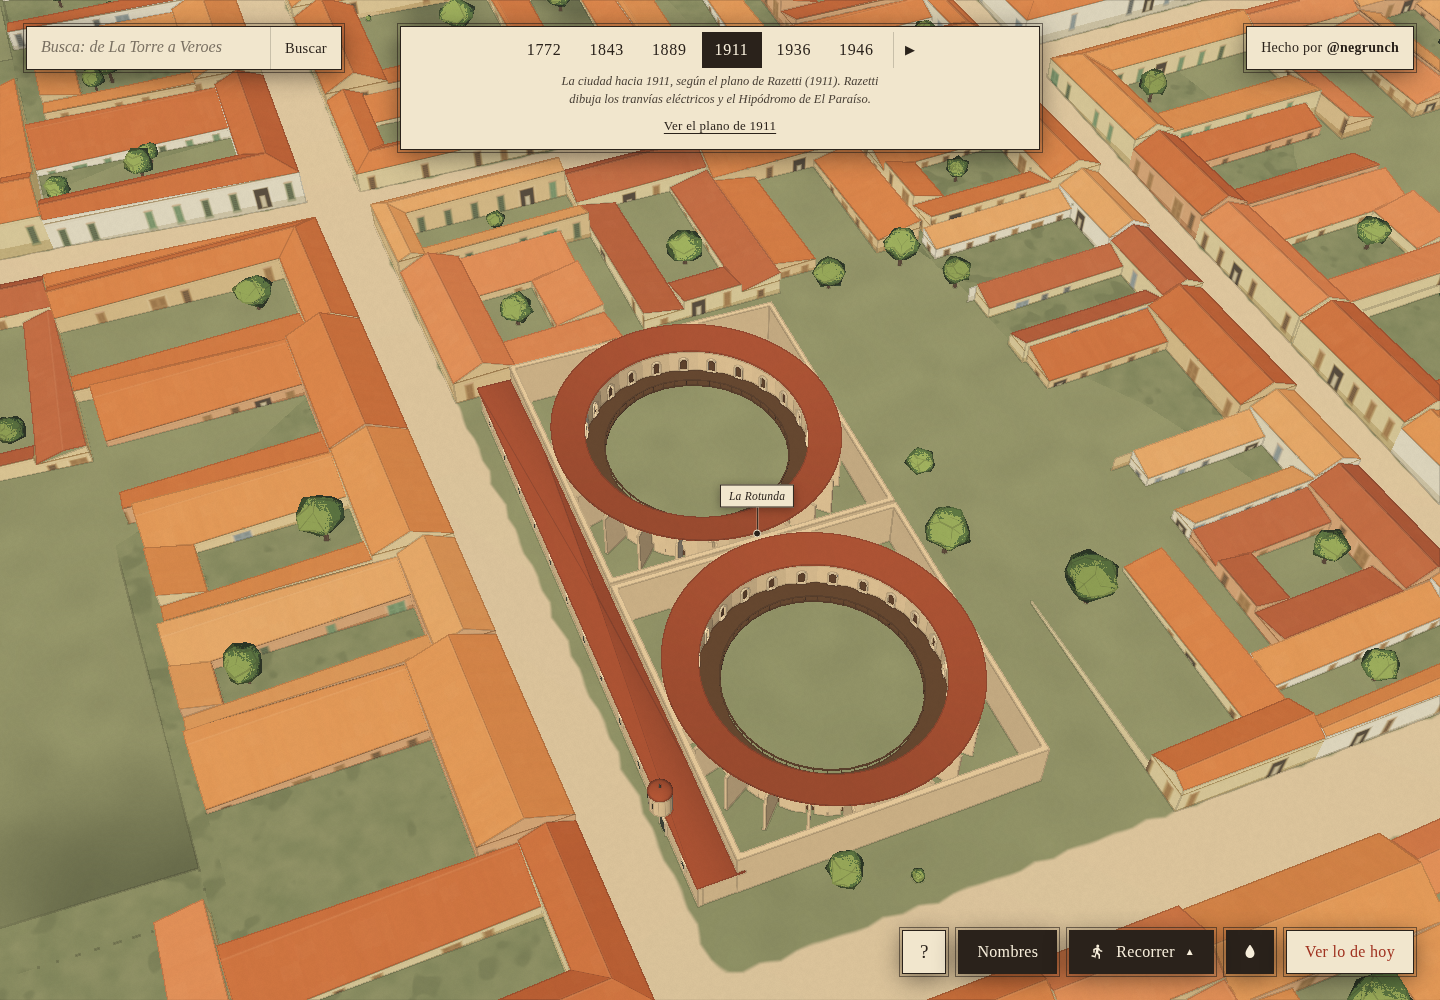 Busca: de La Torre a Veroes
Buscar
1772 1843 1889 1911 1936 1946
La ciudad hacia 1911, según el plano de Razetti (1911). Razetti
dibuja los tranvías eléctricos y el Hipódromo de El Paraíso.
Ver el plano de 1911
Hecho por @negrunch
La Rotunda
?
Nombres
Recorrer
Ver lo de hoy